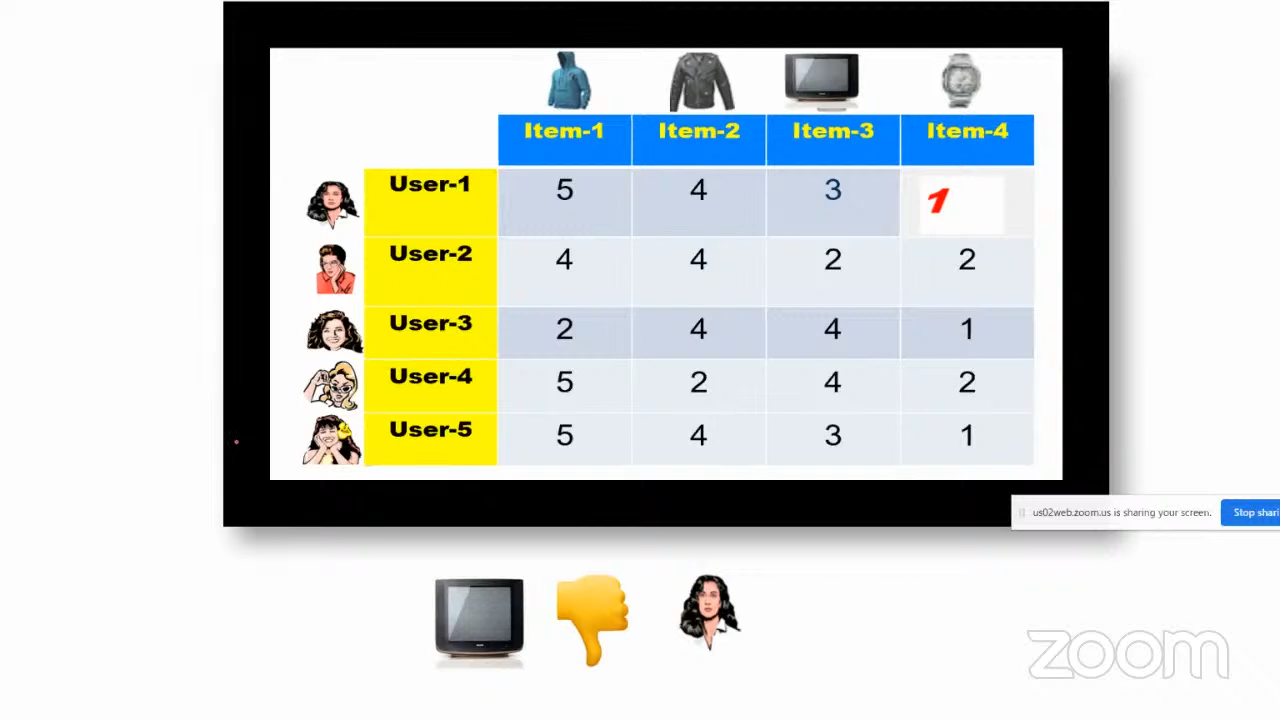 Item-1 Item-2 Item-3 Item-4
User-1 5 4 3 1
User-2 4 4 2 2
User-3 2 4 4 1
User-4 5 2 4 2
User-5 5 4 3 1
us02web.zoom.us is sharing your screen. Stop shari
zoom